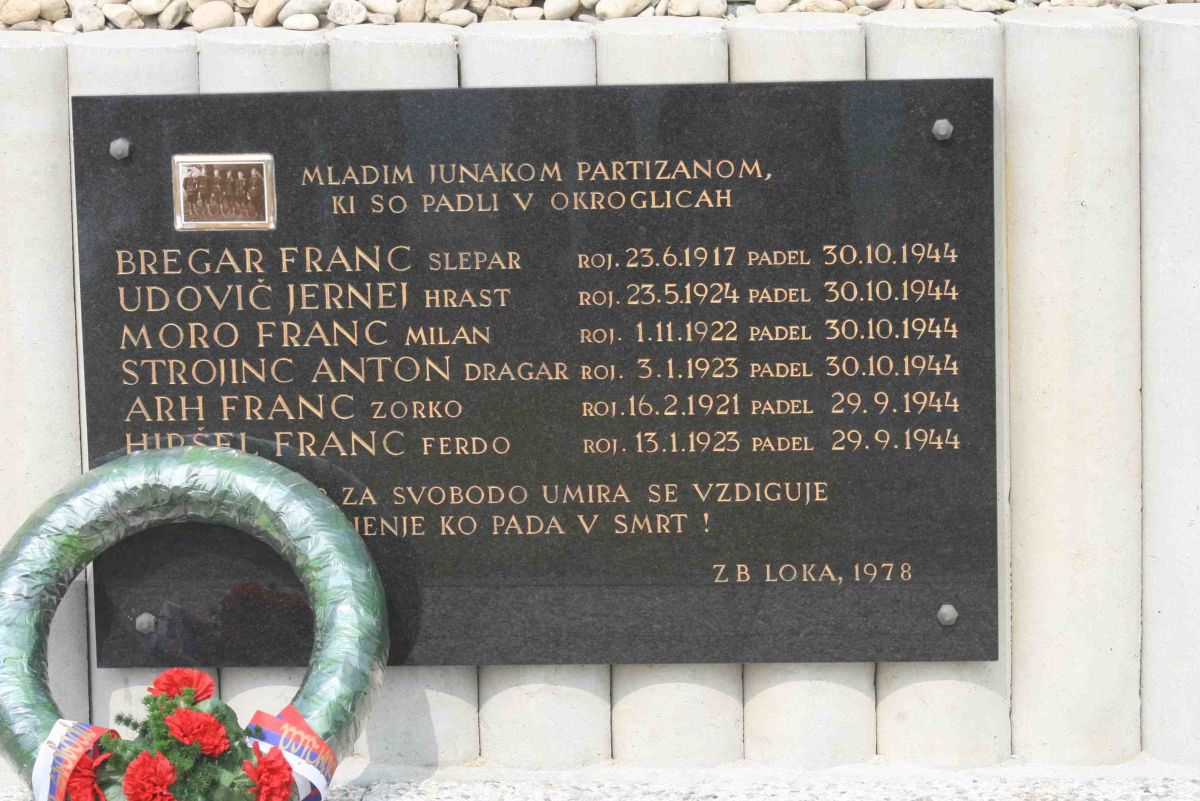 MLADIM JUNAKOM PARTIZANOM,
KI SO PADLI V OKROGLICAH
BREGAR FRANC SLEPAR ROJ. 23.6.1917 PADEL 30.10.1944
UDOVIČ JERNEJ HRAST ROJ. 23.5.1924 PADEL 30.10.1944
MORO FRANC MILAN ROJ. 1.11.1922 PADEL 30.10.1944
STROJINC ANTON DRAGAR ROJ. 3.1.1923 PADEL 30.10.1944
ARH FRANC ZORKO ROJ. 16.2.1921 PADEL 29.9.1944
HIRŠEL FRANC FERDO ROJ. 13.1.1923 PADEL 29.9.1944
ZA SVOBODO UMIRA SE VZDIGUJE
KO PADA V SMRT !
ZB LOKA, 1978